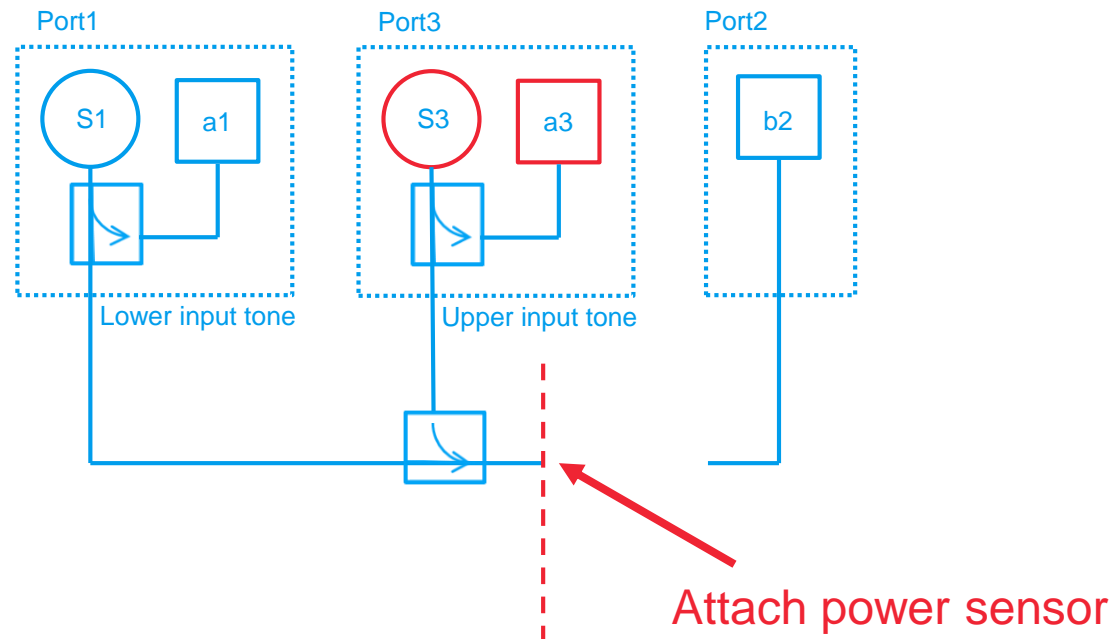 Port1
Port3
Port2
S1
a1
S3
a3
b2
Lower input tone
Upper input tone
Attach power sensor